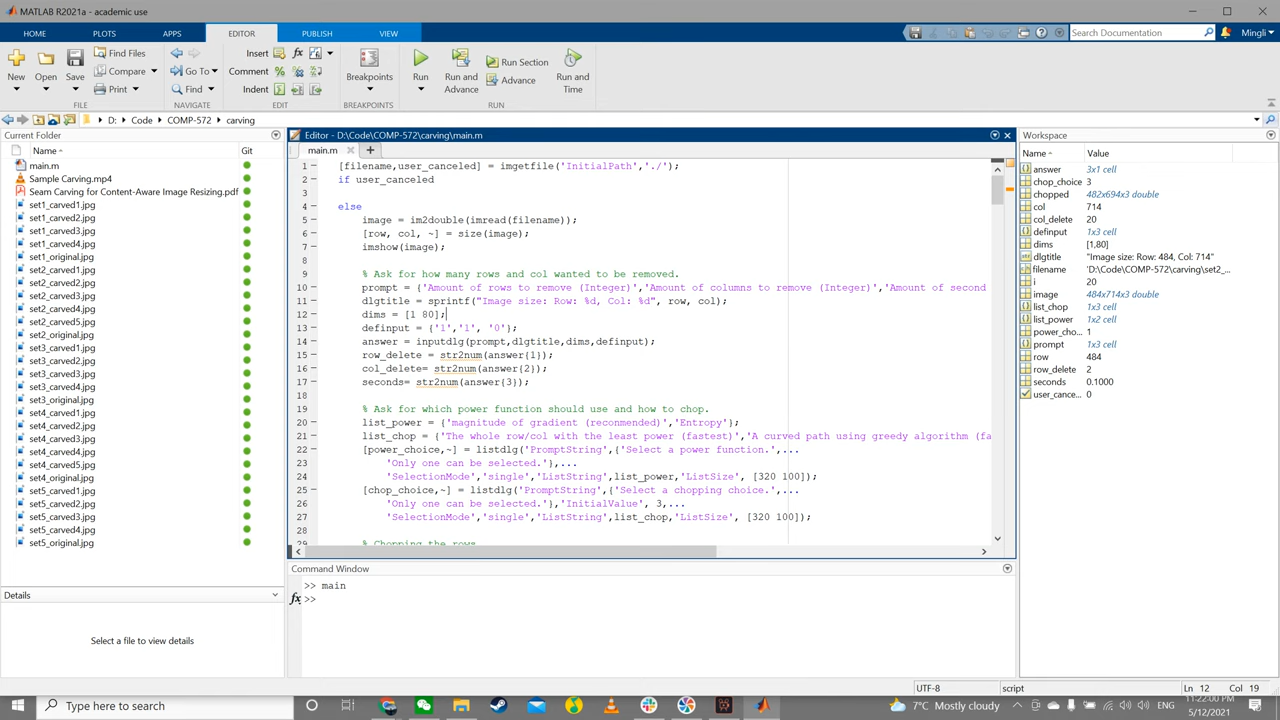 MATLAB R2021a - academic use
HOME PLOTS APPS EDITOR PUBLISH VIEW
Search Documentation
Mingli
New Open Save
Find Files
Compare
Print
Go To
Find
Insert
Comment
Indent
Breakpoints
Run
Run and Advance
Run Section
Advance
Run and Time
FILE NAVIGATE EDIT BREAKPOINTS RUN
D: Code COMP-572 carving
Current Folder
Name Git
main.m
Sample Carving.mp4
Seam Carving for Content-Aware Image Resizing.pdf
set1_carved1.jpg
set1_carved2.jpg
set1_carved3.jpg
set1_carved4.jpg
set1_original.jpg
set2_carved1.jpg
set2_carved2.jpg
set2_carved3.jpg
set2_carved4.jpg
set2_carved5.jpg
set2_original.jpg
set3_carved1.jpg
set3_carved2.jpg
set3_carved3.jpg
set3_carved4.jpg
set3_original.jpg
set4_carved1.jpg
set4_carved2.jpg
set4_carved3.jpg
set4_carved4.jpg
set4_carved5.jpg
set4_original.jpg
set5_carved1.jpg
set5_carved2.jpg
set5_carved3.jpg
set5_carved4.jpg
set5_original.jpg
Details
Select a file to view details
Editor - D:\Code\COMP-572\carving\main.m
main.m
1 [filename,user_canceled] = imgetfile('InitialPath','./');
2 if user_canceled
3
4 else
5 image = im2double(imread(filename));
6 [row, col, ~] = size(image);
7 imshow(image);
8
9 % Ask for how many rows and col wanted to be removed.
10 prompt = {'Amount of rows to remove (Integer)','Amount of columns to remove (Integer)','Amount of second
11 dlgtitle = sprintf("Image size: Row: %d, Col: %d", row, col);
12 dims = [1 80];
13 definput = {'1','1', '0'};
14 answer = inputdlg(prompt,dlgtitle,dims,definput);
15 row_delete = str2num(answer{1});
16 col_delete= str2num(answer{2});
17 seconds= str2num(answer{3});
18
19 % Ask for which power function should use and how to chop.
20 list_power = {'magnitude of gradient (reconmended)','Entropy'};
21 list_chop = {'The whole row/col with the least power (fastest)','A curved path using greedy algorithm (fa
22 [power_choice,~] = listdlg('PromptString',{'Select a power function.',...
23 'Only one can be selected.'},...
24 'SelectionMode','single','ListString',list_power,'ListSize', [320 100]);
25 [chop_choice,~] = listdlg('PromptString',{'Select a chopping choice.',...
26 'Only one can be selected.'},'InitialValue', 3,...
27 'SelectionMode','single','ListString',list_chop,'ListSize', [320 100]);
28
29 % Chopping the rows
Command Window
>> main
fx >>
Workspace
Name Value
answer 3x1 cell
chop_choice 3
chopped 482x694x3 double
col 714
col_delete 20
definput 1x3 cell
dims [1,80]
dlgtitle "Image size: Row: 484, Col: 714"
filename 'D:\Code\COMP-572\carving\set2_...
i 20
image 484x714x3 double
list_chop 1x3 cell
list_power 1x2 cell
power_cho... 1
prompt 1x3 cell
row 484
row_delete 2
seconds 0.1000
user_cance... 0
UTF-8 script Ln 12 Col 19
Type here to search
7°C Mostly cloudy
11:22:00 AM
5/12/2021